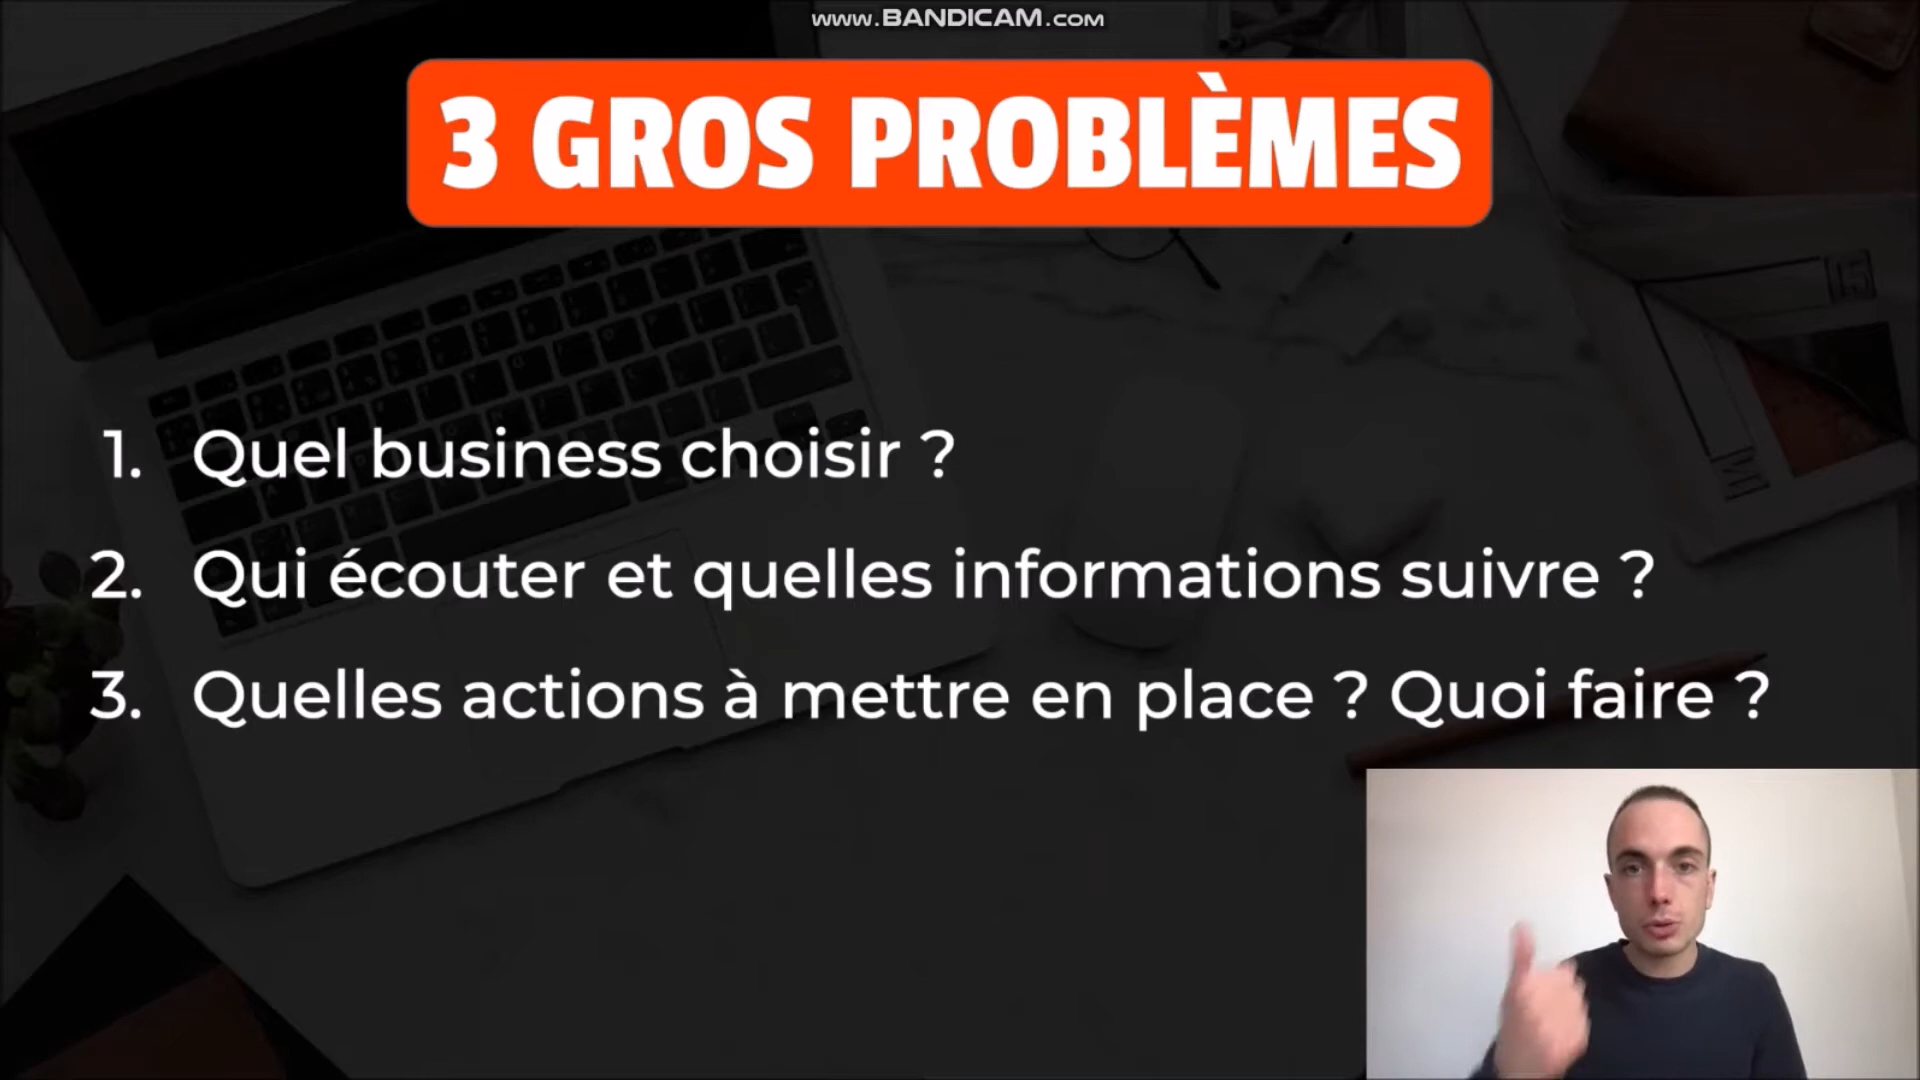 www.BANDICAM.com
3 GROS PROBLÈMES
1. Quel business choisir ?
2. Qui écouter et quelles informations suivre ?
3. Quelles actions à mettre en place ? Quoi faire ?